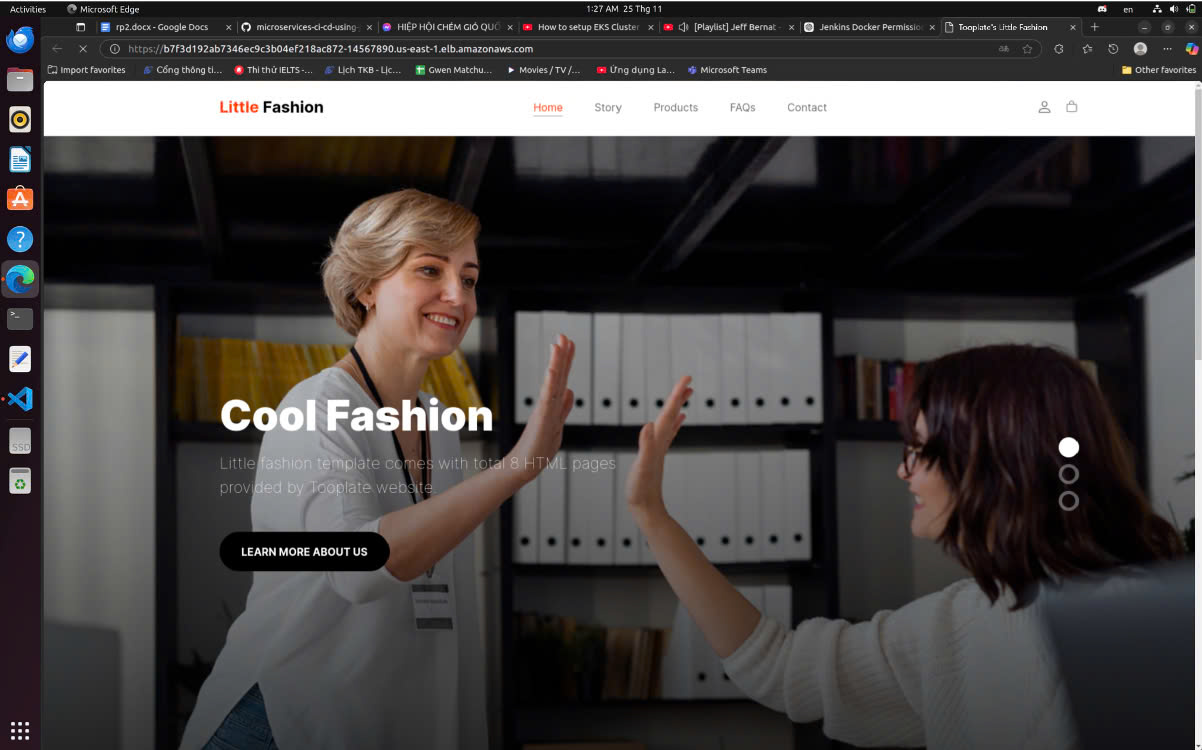 Activities Microsoft Edge 1:27 AM 25 Thg 11 en
rp2.docx - Google Docs microservices-ci-cd-using-j HIỆP HỘI CHÉM GIÓ QUỐ How to setup EKS Cluster [Playlist] Jeff Bernat - Jenkins Docker Permissio Tooplate's Little Fashion
https://b7f3d192ab7346ec9c3b04ef218ac872-14567890.us-east-1.elb.amazonaws.com
Import favorites Cổng thông ti... Thi thử IELTS -... Lịch TKB - Lịc... Gwen Matchu... Movies / TV /... Ứng dụng La... Microsoft Teams Other favorites
Little Fashion Home Story Products FAQs Contact
Cool Fashion
Little fashion template comes with total 8 HTML pages
provided by Tooplate website.
LEARN MORE ABOUT US
SSD